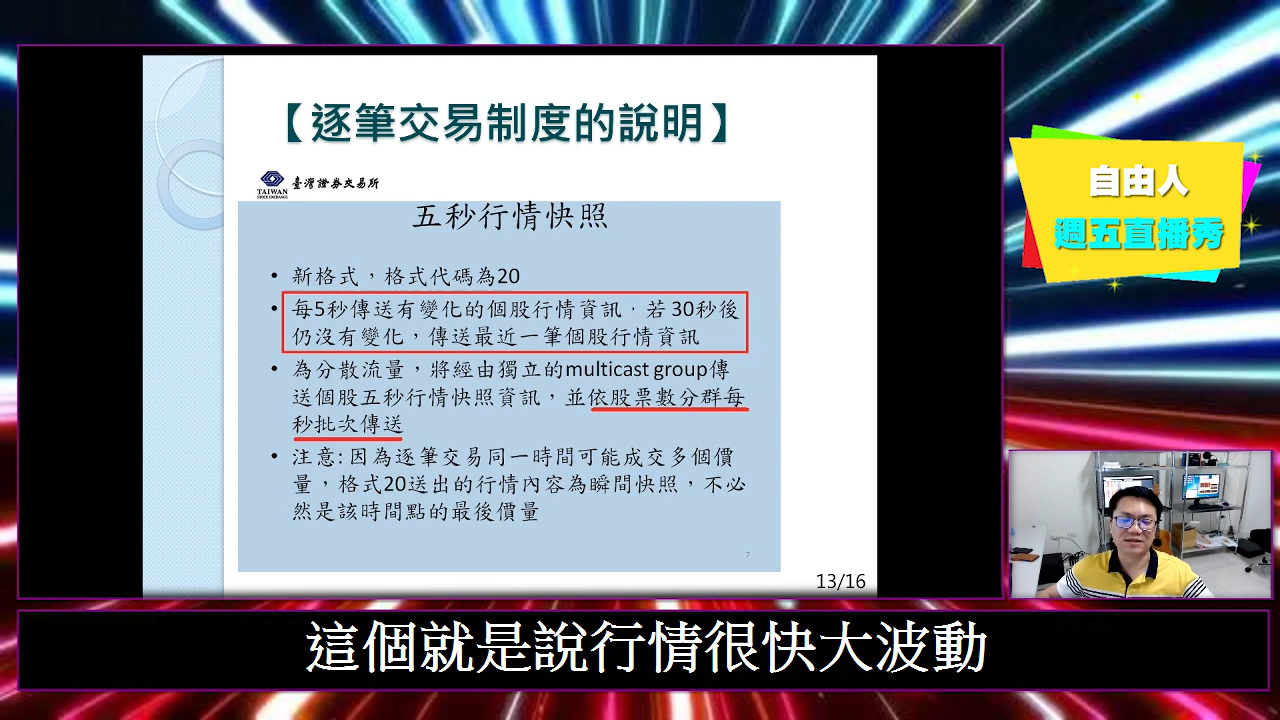 【逐筆交易制度的說明】
TAIWAN
STOCK EXCHANGE
臺灣證券交易所
五秒行情快照
• 新格式，格式代碼為20
• 每5秒傳送有變化的個股行情資訊，若30秒後
仍沒有變化，傳送最近一筆個股行情資訊
• 為分散流量，將經由獨立的multicast group傳
送個股五秒行情快照資訊，並依股票數分群每
秒批次傳送
• 注意: 因為逐筆交易同一時間可能成交多個價
量，格式20送出的行情內容為瞬間快照，不必
然是該時間點的最後價量
7
13/16
自由人
週五直播秀
這個就是說行情很快大波動